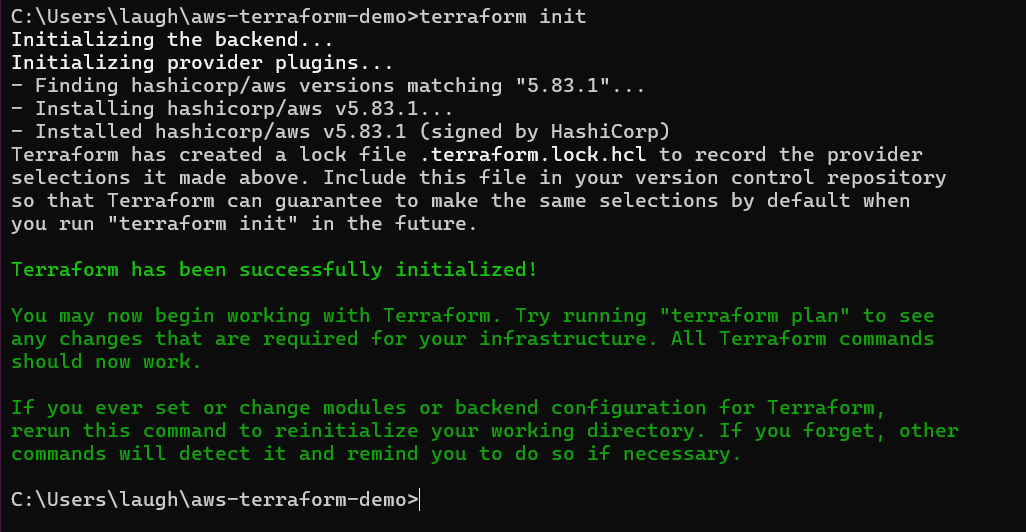 C:\Users\laugh\aws-terraform-demo>terraform init
Initializing the backend...
Initializing provider plugins...
- Finding hashicorp/aws versions matching "5.83.1"...
- Installing hashicorp/aws v5.83.1...
- Installed hashicorp/aws v5.83.1 (signed by HashiCorp)
Terraform has created a lock file .terraform.lock.hcl to record the provider
selections it made above. Include this file in your version control repository
so that Terraform can guarantee to make the same selections by default when
you run "terraform init" in the future.
Terraform has been successfully initialized!
You may now begin working with Terraform. Try running "terraform plan" to see
any changes that are required for your infrastructure. All Terraform commands
should now work.
If you ever set or change modules or backend configuration for Terraform,
rerun this command to reinitialize your working directory. If you forget, other
commands will detect it and remind you to do so if necessary.
C:\Users\laugh\aws-terraform-demo>